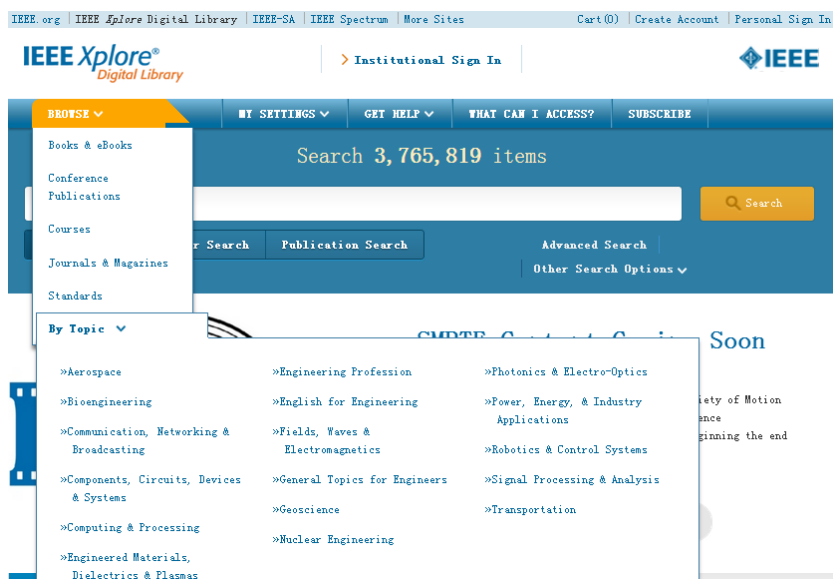 IEEE.org | IEEE Xplore Digital Library | IEEE-SA | IEEE Spectrum | More Sites
Cart(0) | Create Account | Personal Sign In
IEEE Xplore®
Digital Library
Institutional Sign In
IEEE
BROWSE
MY SETTINGS
GET HELP
WHAT CAN I ACCESS?
SUBSCRIBE
Books & eBooks
Conference
Publications
Courses
Journals & Magazines
Standards
By Topic
Search 3,765,819 items
Search
r Search
Publication Search
Advanced Search
Other Search Options
Soon
iety of Motion
ence
ginning the end
»Aerospace
»Bioengineering
»Communication, Networking &
Broadcasting
»Components, Circuits, Devices
& Systems
»Computing & Processing
»Engineered Materials,
Dielectrics & Plasmas
»Engineering Profession
»English for Engineering
»Fields, Waves &
Electromagnetics
»General Topics for Engineers
»Geoscience
»Nuclear Engineering
»Photonics & Electro-Optics
»Power, Energy, & Industry
Applications
»Robotics & Control Systems
»Signal Processing & Analysis
»Transportation